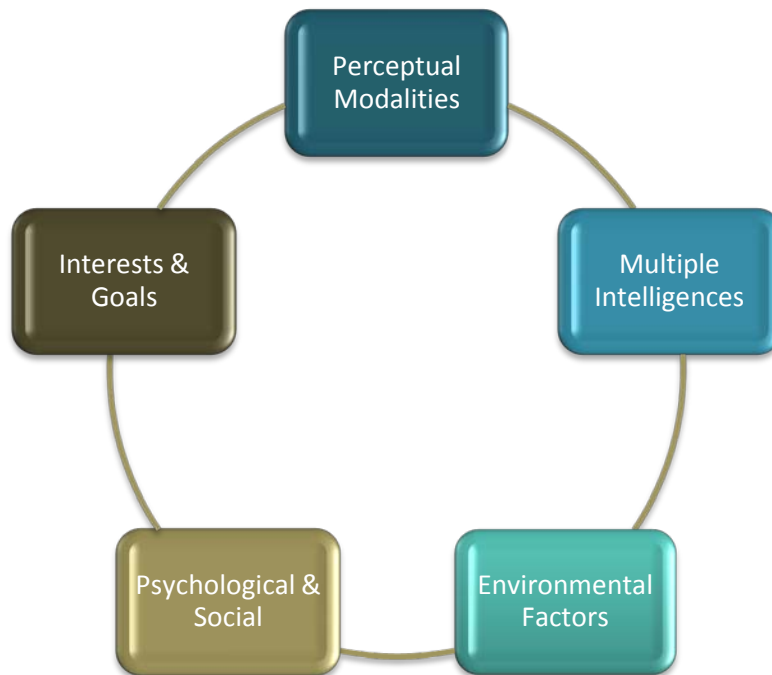 Perceptual
Modalities
Multiple
Intelligences
Environmental
Factors
Psychological &
Social
Interests &
Goals